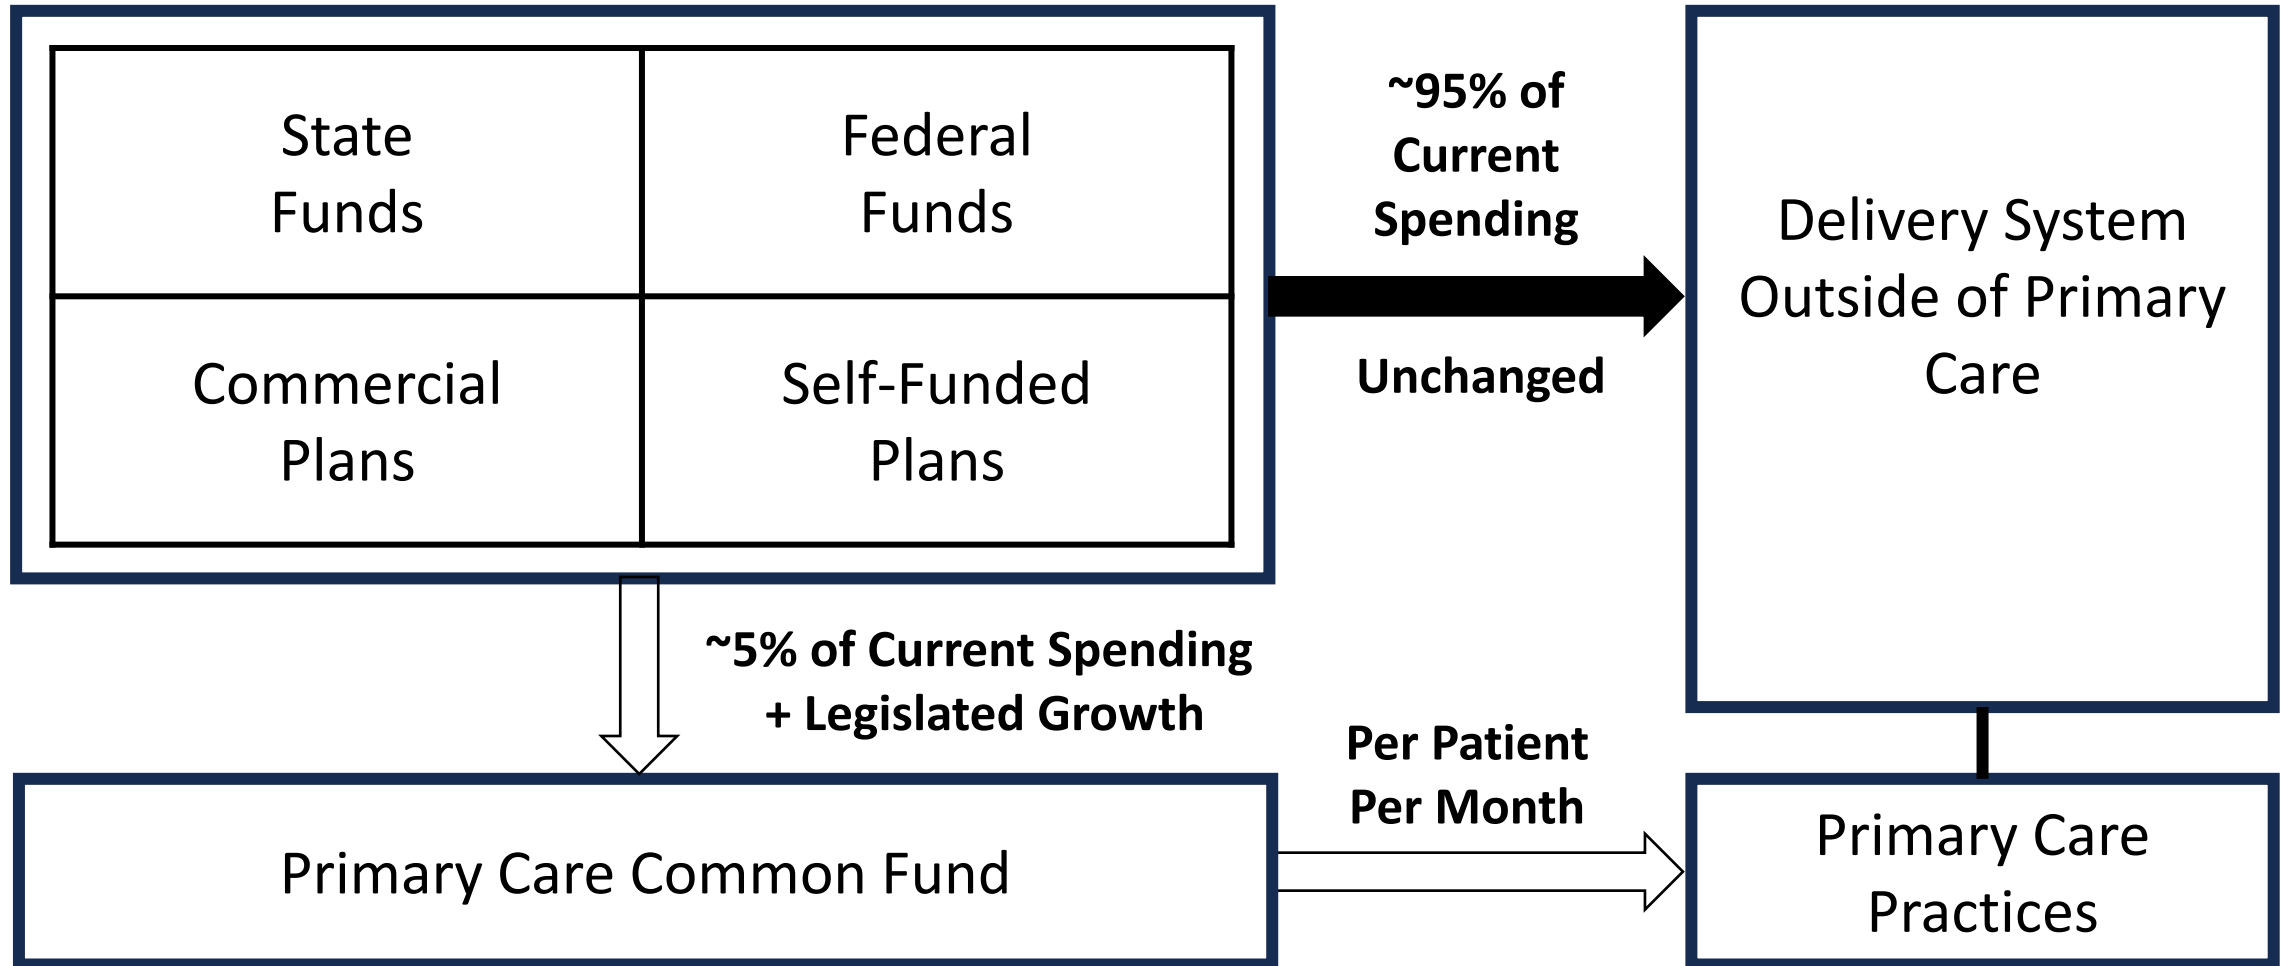 State
Funds
Federal
Funds
Commercial
Plans
Self-Funded
Plans
~95% of
Current
Spending
Unchanged
Delivery System
Outside of Primary
Care
~5% of Current Spending
+ Legislated Growth
Primary Care Common Fund
Per Patient
Per Month
Primary Care
Practices